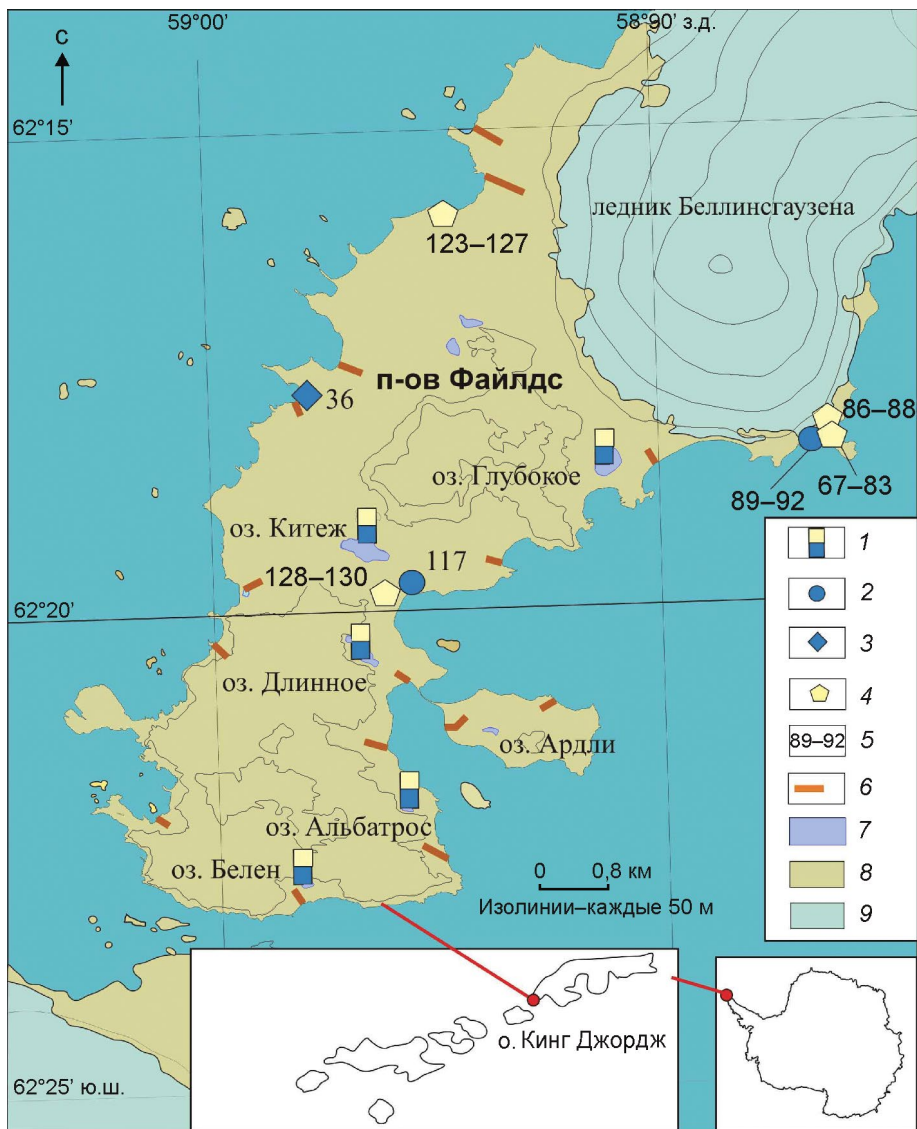 59°00'
58°90' з.д.
С
62°15'
ледник Беллинсгаузена
123–127
п-ов Файлдс
36
86–88
оз. Глубокое
67–83
89–92
оз. Китеж
117
128–130
62°20'
оз. Длинное
оз. Ардли
оз. Альбатрос
оз. Белен
0 0,8 км
Изолинии–каждые 50 м
1
2
3
4
89–92 5
6
7
8
9
о. Кинг Джордж
62°25' ю.ш.